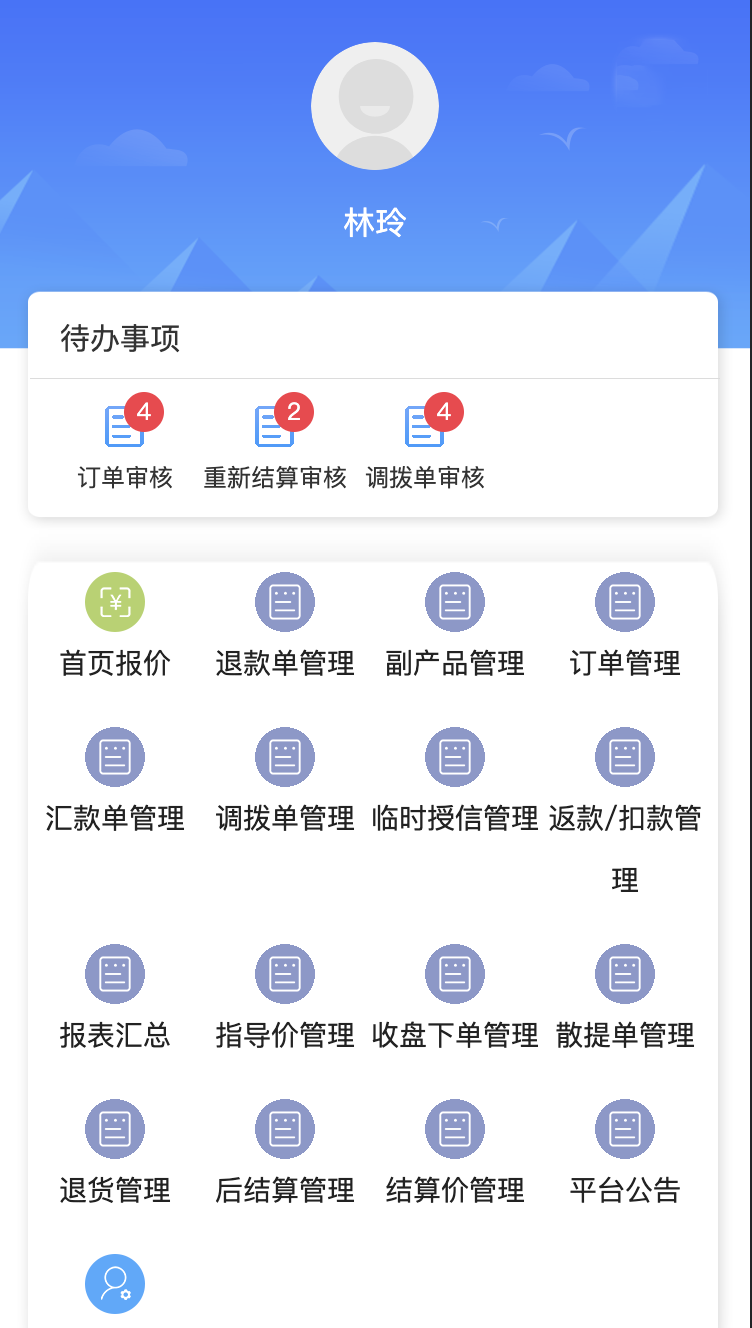 林玲
待办事项
4
2
4
订单审核
重新结算审核
调拨单审核
首页报价
退款单管理
副产品管理
订单管理
汇款单管理
调拨单管理
临时授信管理
返款/扣款管
理
报表汇总
指导价管理
收盘下单管理
散提单管理
退货管理
后结算管理
结算价管理
平台公告